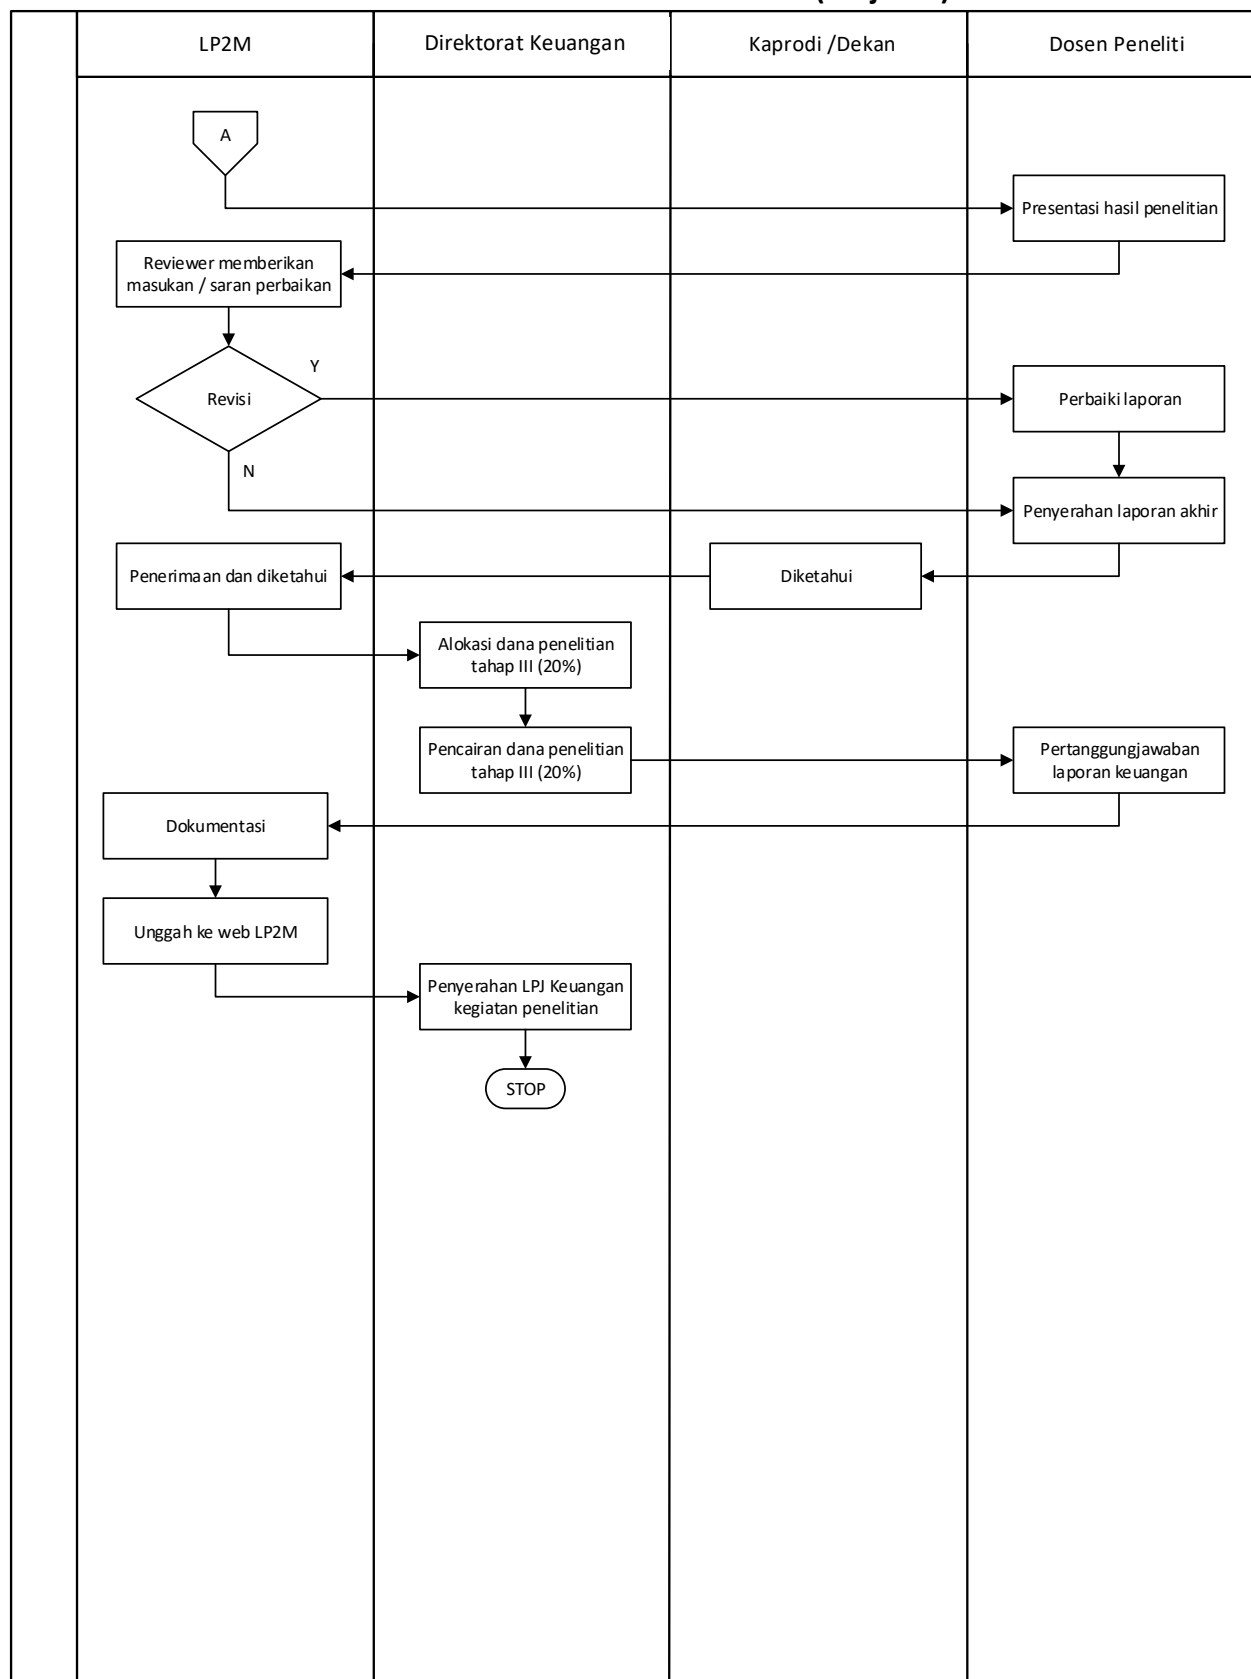 LP2M
Direktorat Keuangan
Kaprodi /Dekan
Dosen Peneliti
A
Presentasi hasil penelitian
Reviewer memberikan
masukan / saran perbaikan
Y
Revisi
Perbaiki laporan
N
Penyerahan laporan akhir
Penerimaan dan diketahui
Diketahui
Alokasi dana penelitian
tahap III (20%)
Pencairan dana penelitian
tahap III (20%)
Pertanggungjawaban
laporan keuangan
Dokumentasi
Unggah ke web LP2M
Penyerahan LPJ Keuangan
kegiatan penelitian
STOP